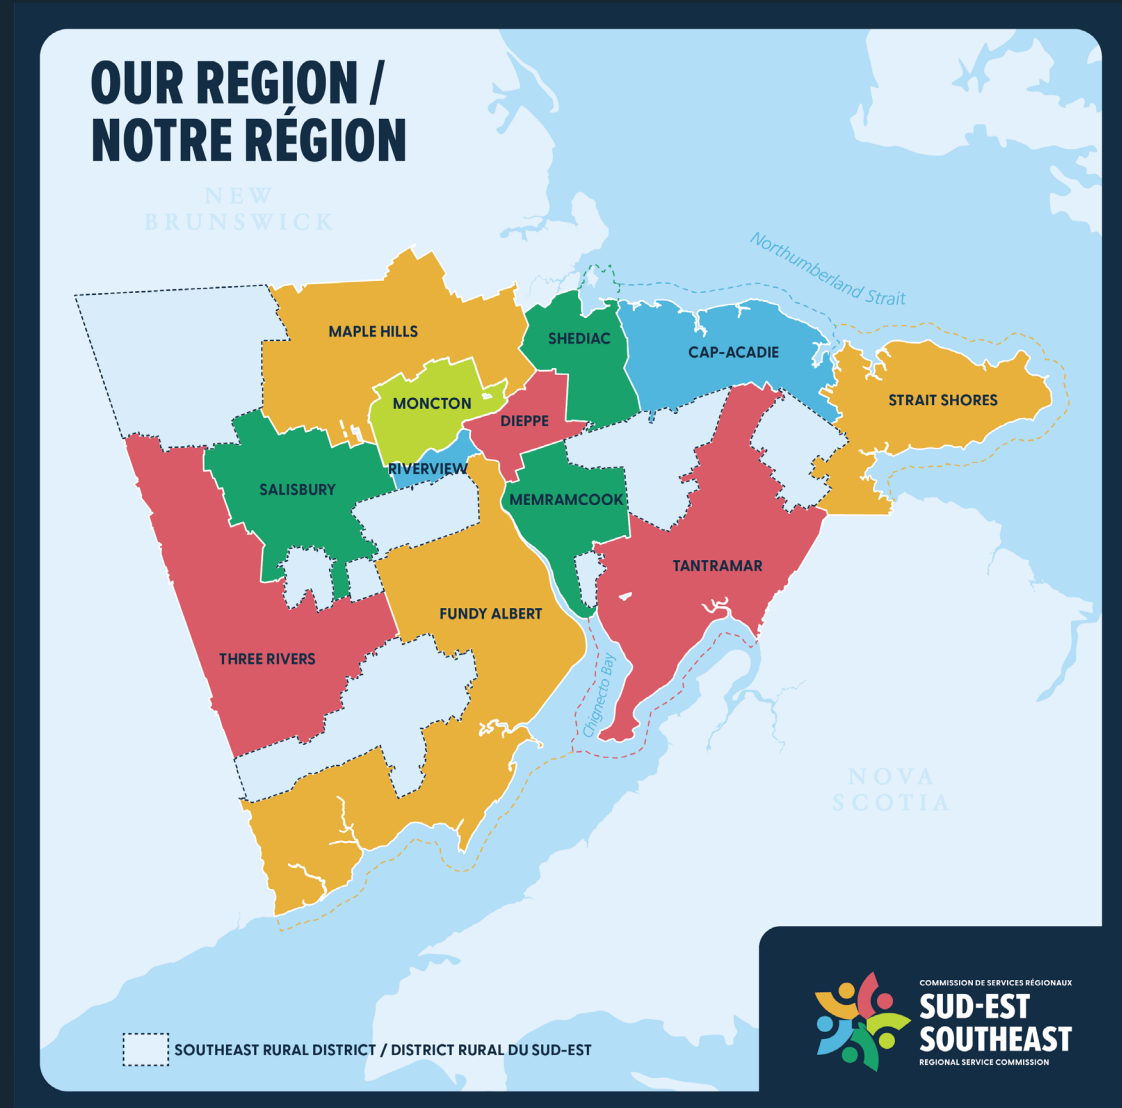 OUR REGION /
NOTRE RÉGION
NEW
BRUNSWICK
Northumberland Strait
MAPLE HILLS
SHEDIAC
CAP-ACADIE
STRAIT SHORES
MONCTON
DIEPPE
RIVERVIEW
SALISBURY
MEMRAMCOOK
TANTRAMAR
FUNDY ALBERT
THREE RIVERS
Chignecto Bay
NOVA
SCOTIA
SOUTHEAST RURAL DISTRICT / DISTRICT RURAL DU SUD-EST
COMMISSION DE SERVICES RÉGIONAUX
SUD-EST
SOUTHEAST
REGIONAL SERVICE COMMISSION